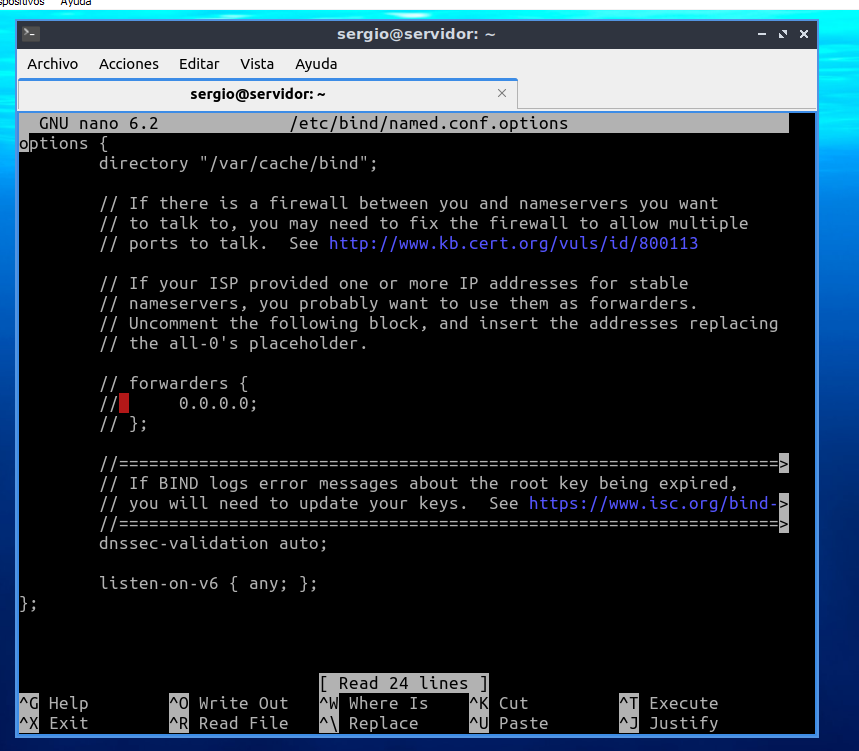 Ayuda
sergio@servidor: ~
Archivo Acciones Editar Vista Ayuda
sergio@servidor: ~
GNU nano 6.2 /etc/bind/named.conf.options
options {
directory "/var/cache/bind";
// If there is a firewall between you and nameservers you want
// to talk to, you may need to fix the firewall to allow multiple
// ports to talk.  See http://www.kb.cert.org/vuls/id/800113
// If your ISP provided one or more IP addresses for stable
// nameservers, you probably want to use them as forwarders.
// Uncomment the following block, and insert the addresses replacing
// the all-0's placeholder.
// forwarders {
//      0.0.0.0;
// };
//==================================================================>
// If BIND logs error messages about the root key being expired,
// you will need to update your keys.  See https://www.isc.org/bind->
//==================================================================>
dnssec-validation auto;
listen-on-v6 { any; };
};
[ Read 24 lines ]
^G Help ^O Write Out ^W Where Is ^K Cut ^T Execute
^X Exit ^R Read File ^\ Replace ^U Paste ^J Justify